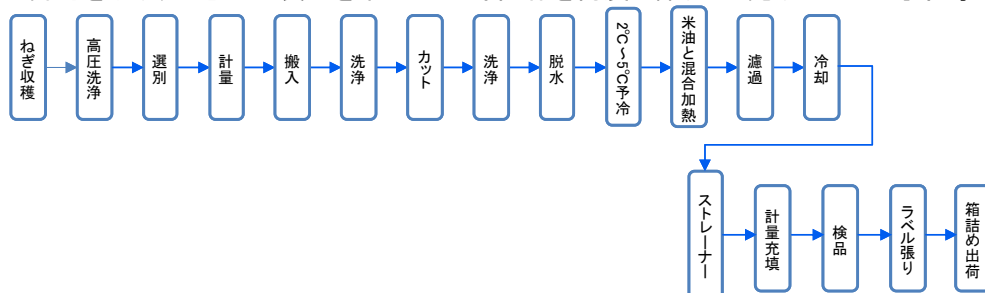 ねぎ収穫
高圧洗浄
選別
計量
搬入
洗浄
カット
洗浄
脱水
2℃～5℃予冷
米油と混合加熱
濾過
冷却
ストレーナー
計量充填
検品
ラベル張り
箱詰め出荷